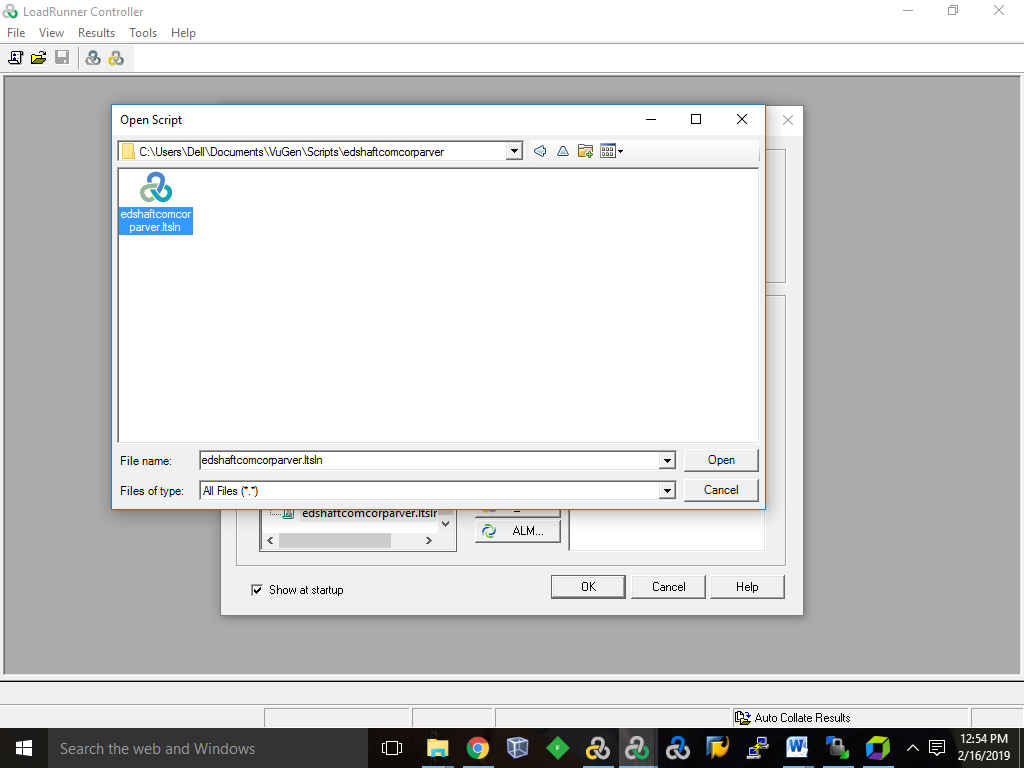 LoadRunner Controller
File View Results Tools Help
Open Script
C:\Users\Dell\Documents\VuGen\Scripts\edshaftcomcorparver
edshaftcomcor
parver.ltsln
File name: edshaftcomcorparver.ltsln Open
Files of type: All Files (*.*) Cancel
edshaftcomcorparver.ltsln
ALM...
Show at startup OK Cancel Help
Auto Collate Results
Search the web and Windows
12:54 PM
2/16/2019